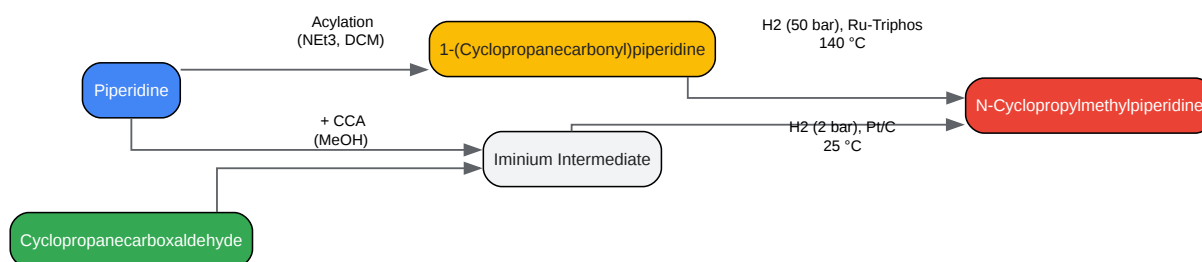 Acylation
(NEt3, DCM)
H2 (50 bar), Ru-Triphos
140 °C
1-(Cyclopropanecarbonyl)piperidine
Piperidine
N-Cyclopropylmethylpiperidine
+ CCA
(MeOH)
H2 (2 bar), Pt/C
25 °C
Iminium Intermediate
Cyclopropanecarboxaldehyde